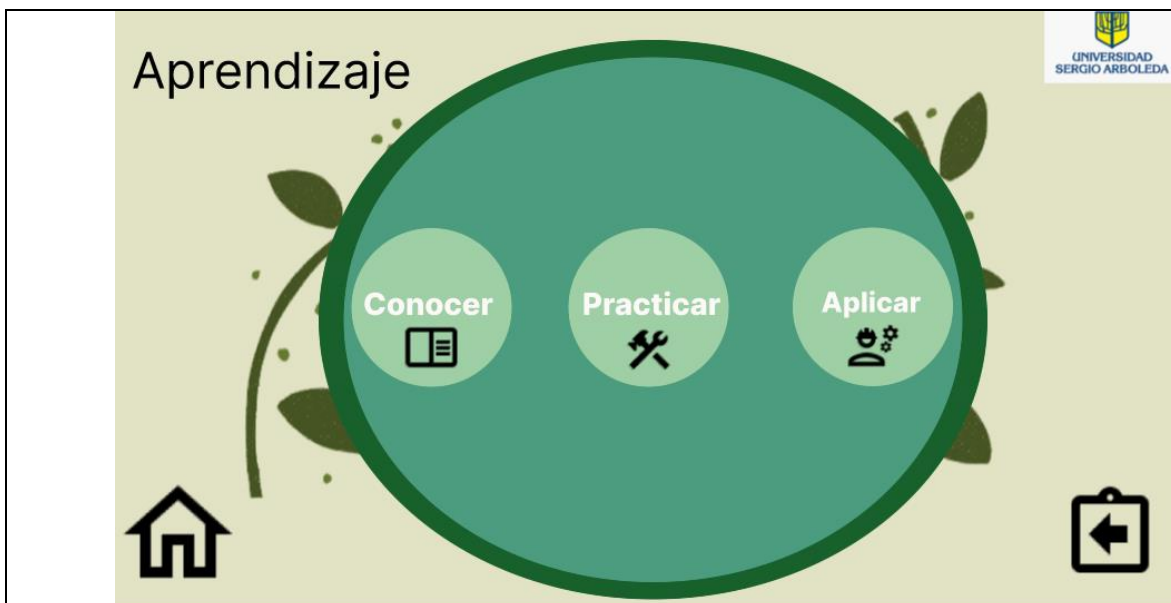 Aprendizaje
UNIVERSIDAD
SERGIO ARBOLEDA
Conocer
Practicar
Aplicar